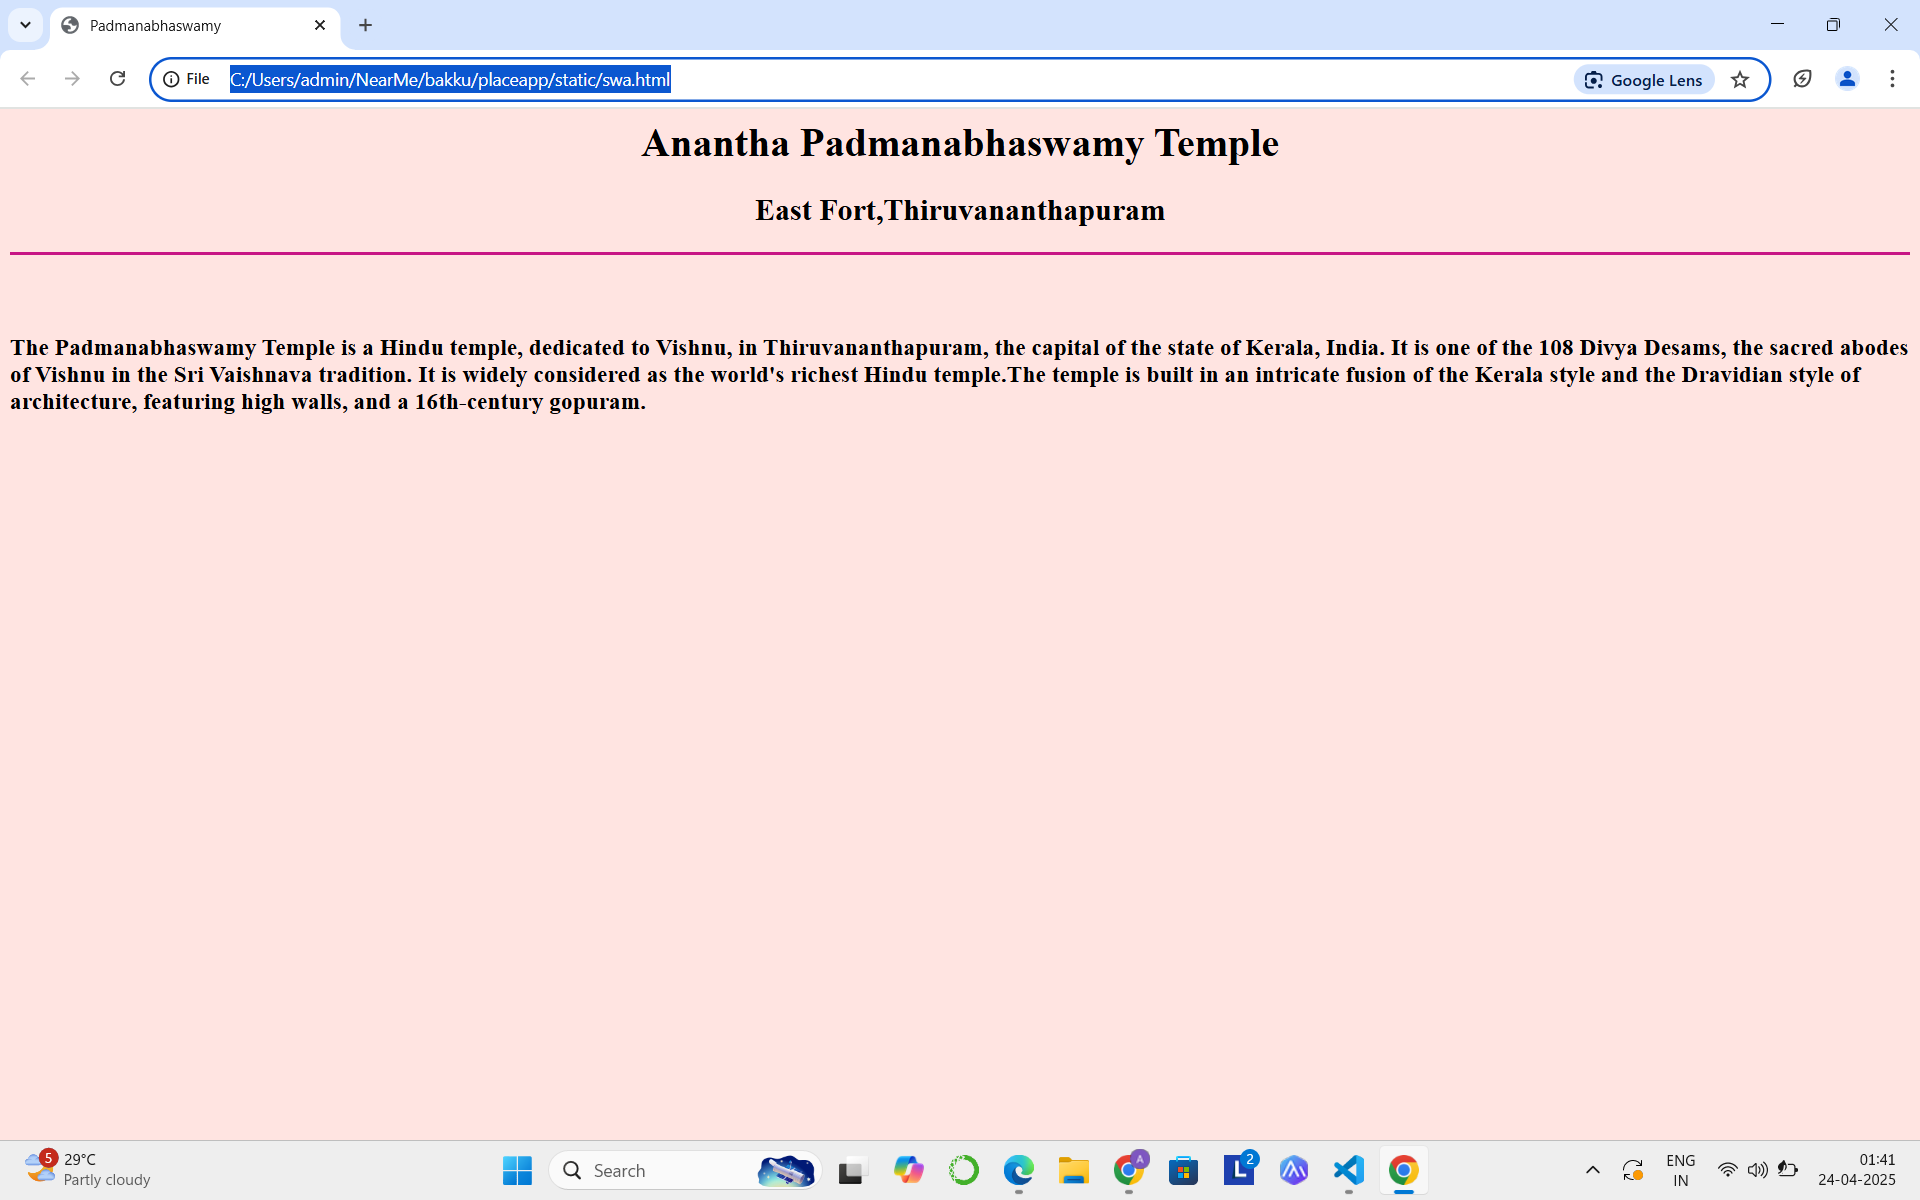 Padmanabhaswamy
File
C:/Users/admin/NearMe/bakku/placeapp/static/swa.html
Google Lens
Anantha Padmanabhaswamy Temple
East Fort,Thiruvananthapuram
The Padmanabhaswamy Temple is a Hindu temple, dedicated to Vishnu, in Thiruvananthapuram, the capital of the state of Kerala, India. It is one of the 108 Divya Desams, the sacred abodes
of Vishnu in the Sri Vaishnava tradition. It is widely considered as the world's richest Hindu temple.The temple is built in an intricate fusion of the Kerala style and the Dravidian style of
architecture, featuring high walls, and a 16th-century gopuram.
5
29°C
Partly cloudy
Search
A
L
2
ENG
IN
01:41
24-04-2025